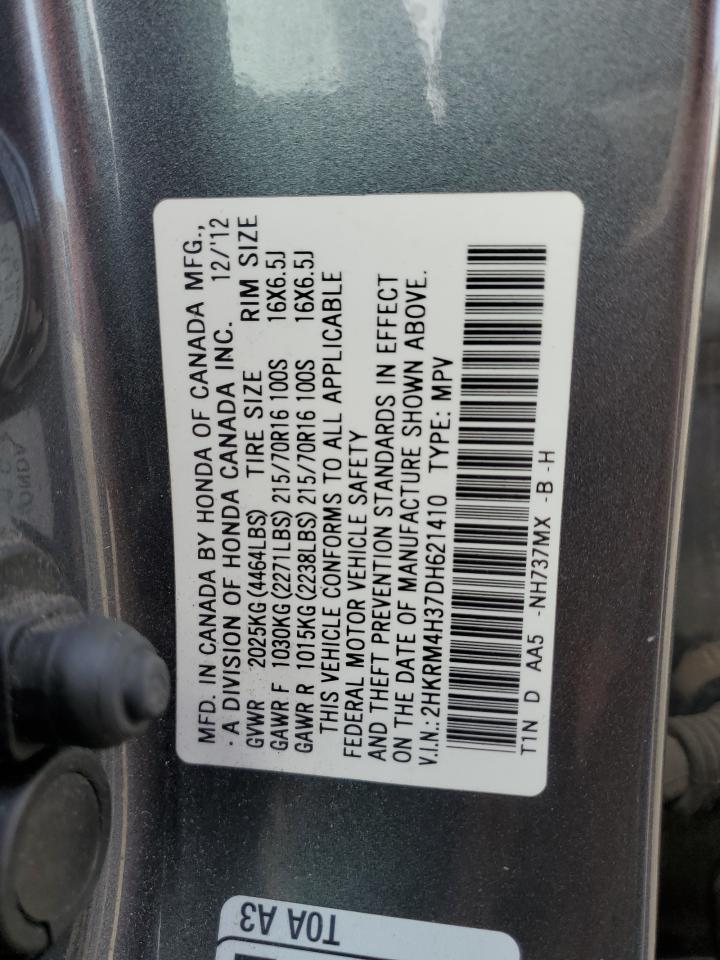 MFD. IN CANADA BY HONDA OF CANADA MFG.,
. A DIVISION OF HONDA CANADA INC. 12/'12
GVWR 2025KG(4464LBS) TIRE SIZE RIM SIZE
GAWR F 1030KG(2271LBS)215/70R16 100S 16X6.5J
GAWR R 1015KG(2238LBS)215/70R16 100S 16X6.5J
THIS VEHICLE CONFORMS TO ALL APPLICABLE
FEDERAL MOTOR VEHICLE SAFETY
AND THEFT PREVENTION STANDARDS IN EFFECT
ON THE DATE OF MANUFACTURE SHOWN ABOVE.
V.I.N.:2HKRM4H37DH621410 TYPE: MPV
T1N D AA5 -NH737MX -B -H
T0A A3